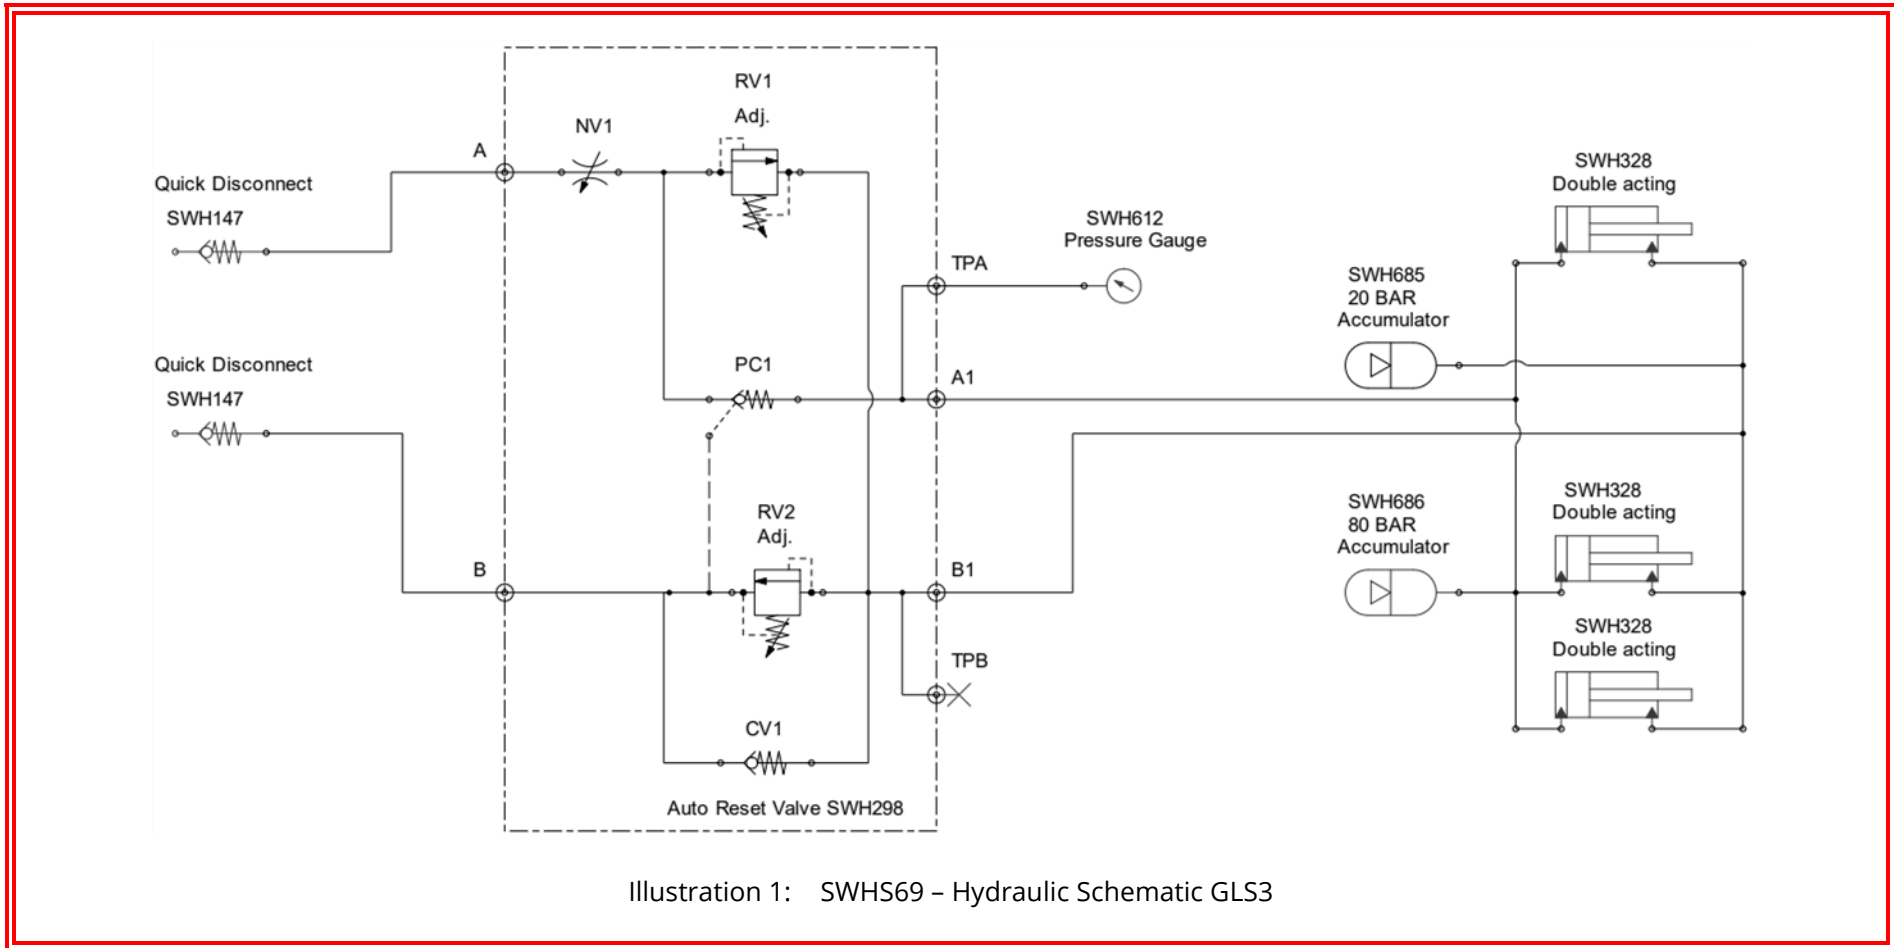 RV1
Adj.
NV1
A
Quick Disconnect
SWH147
SWH328
Double acting
SWH612
Pressure Gauge
TPA
SWH685
20 BAR
Accumulator
Quick Disconnect
SWH147
PC1
A1
SWH328
Double acting
SWH686
80 BAR
Accumulator
RV2
Adj.
B
B1
SWH328
Double acting
TPB
CV1
Auto Reset Valve SWH298
Illustration 1: SWHS69 – Hydraulic Schematic GLS3